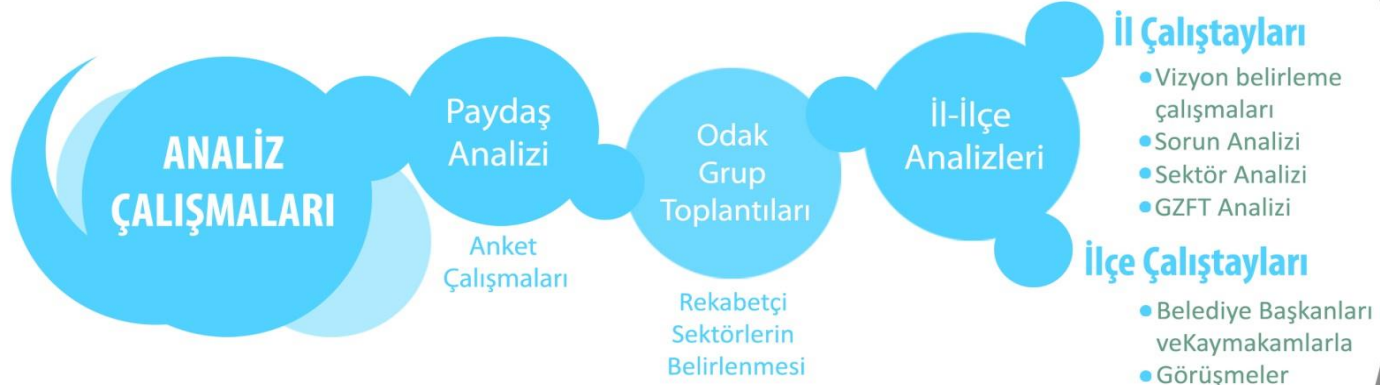 ANALİZ
ÇALIŞMALARI
Paydaş
Analizi
Anket
Çalışmaları
Odak
Grup
Toplantıları
Rekabetçi
Sektörlerin
Belirlenmesi
İl-İlçe
Analizleri
İl Çalıştayları
•Vizyon belirleme
çalışmaları
•Sorun Analizi
•Sektör Analizi
•GZFT Analizi
İlçe Çalıştayları
•Belediye Başkanları
veKaymakamlarla
•Görüşmeler